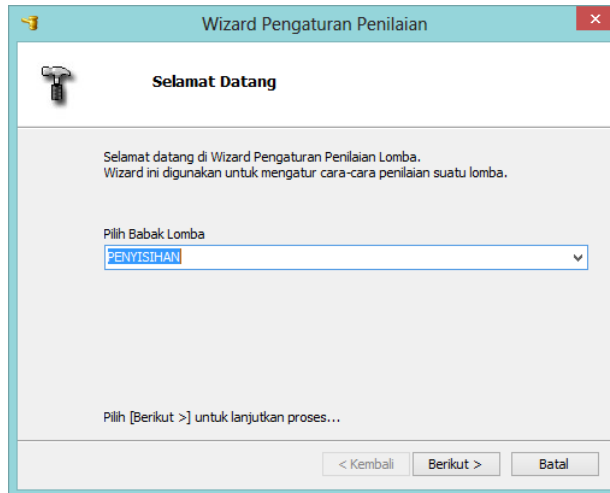 Wizard Pengaturan Penilaian
Selamat Datang
Selamat datang di Wizard Pengaturan Penilaian Lomba.
Wizard ini digunakan untuk mengatur cara-cara penilaian suatu lomba.
Pilih Babak Lomba
PENYISIHAN
Pilih [Berikut >] untuk lanjutkan proses...
< Kembali Berikut > Batal